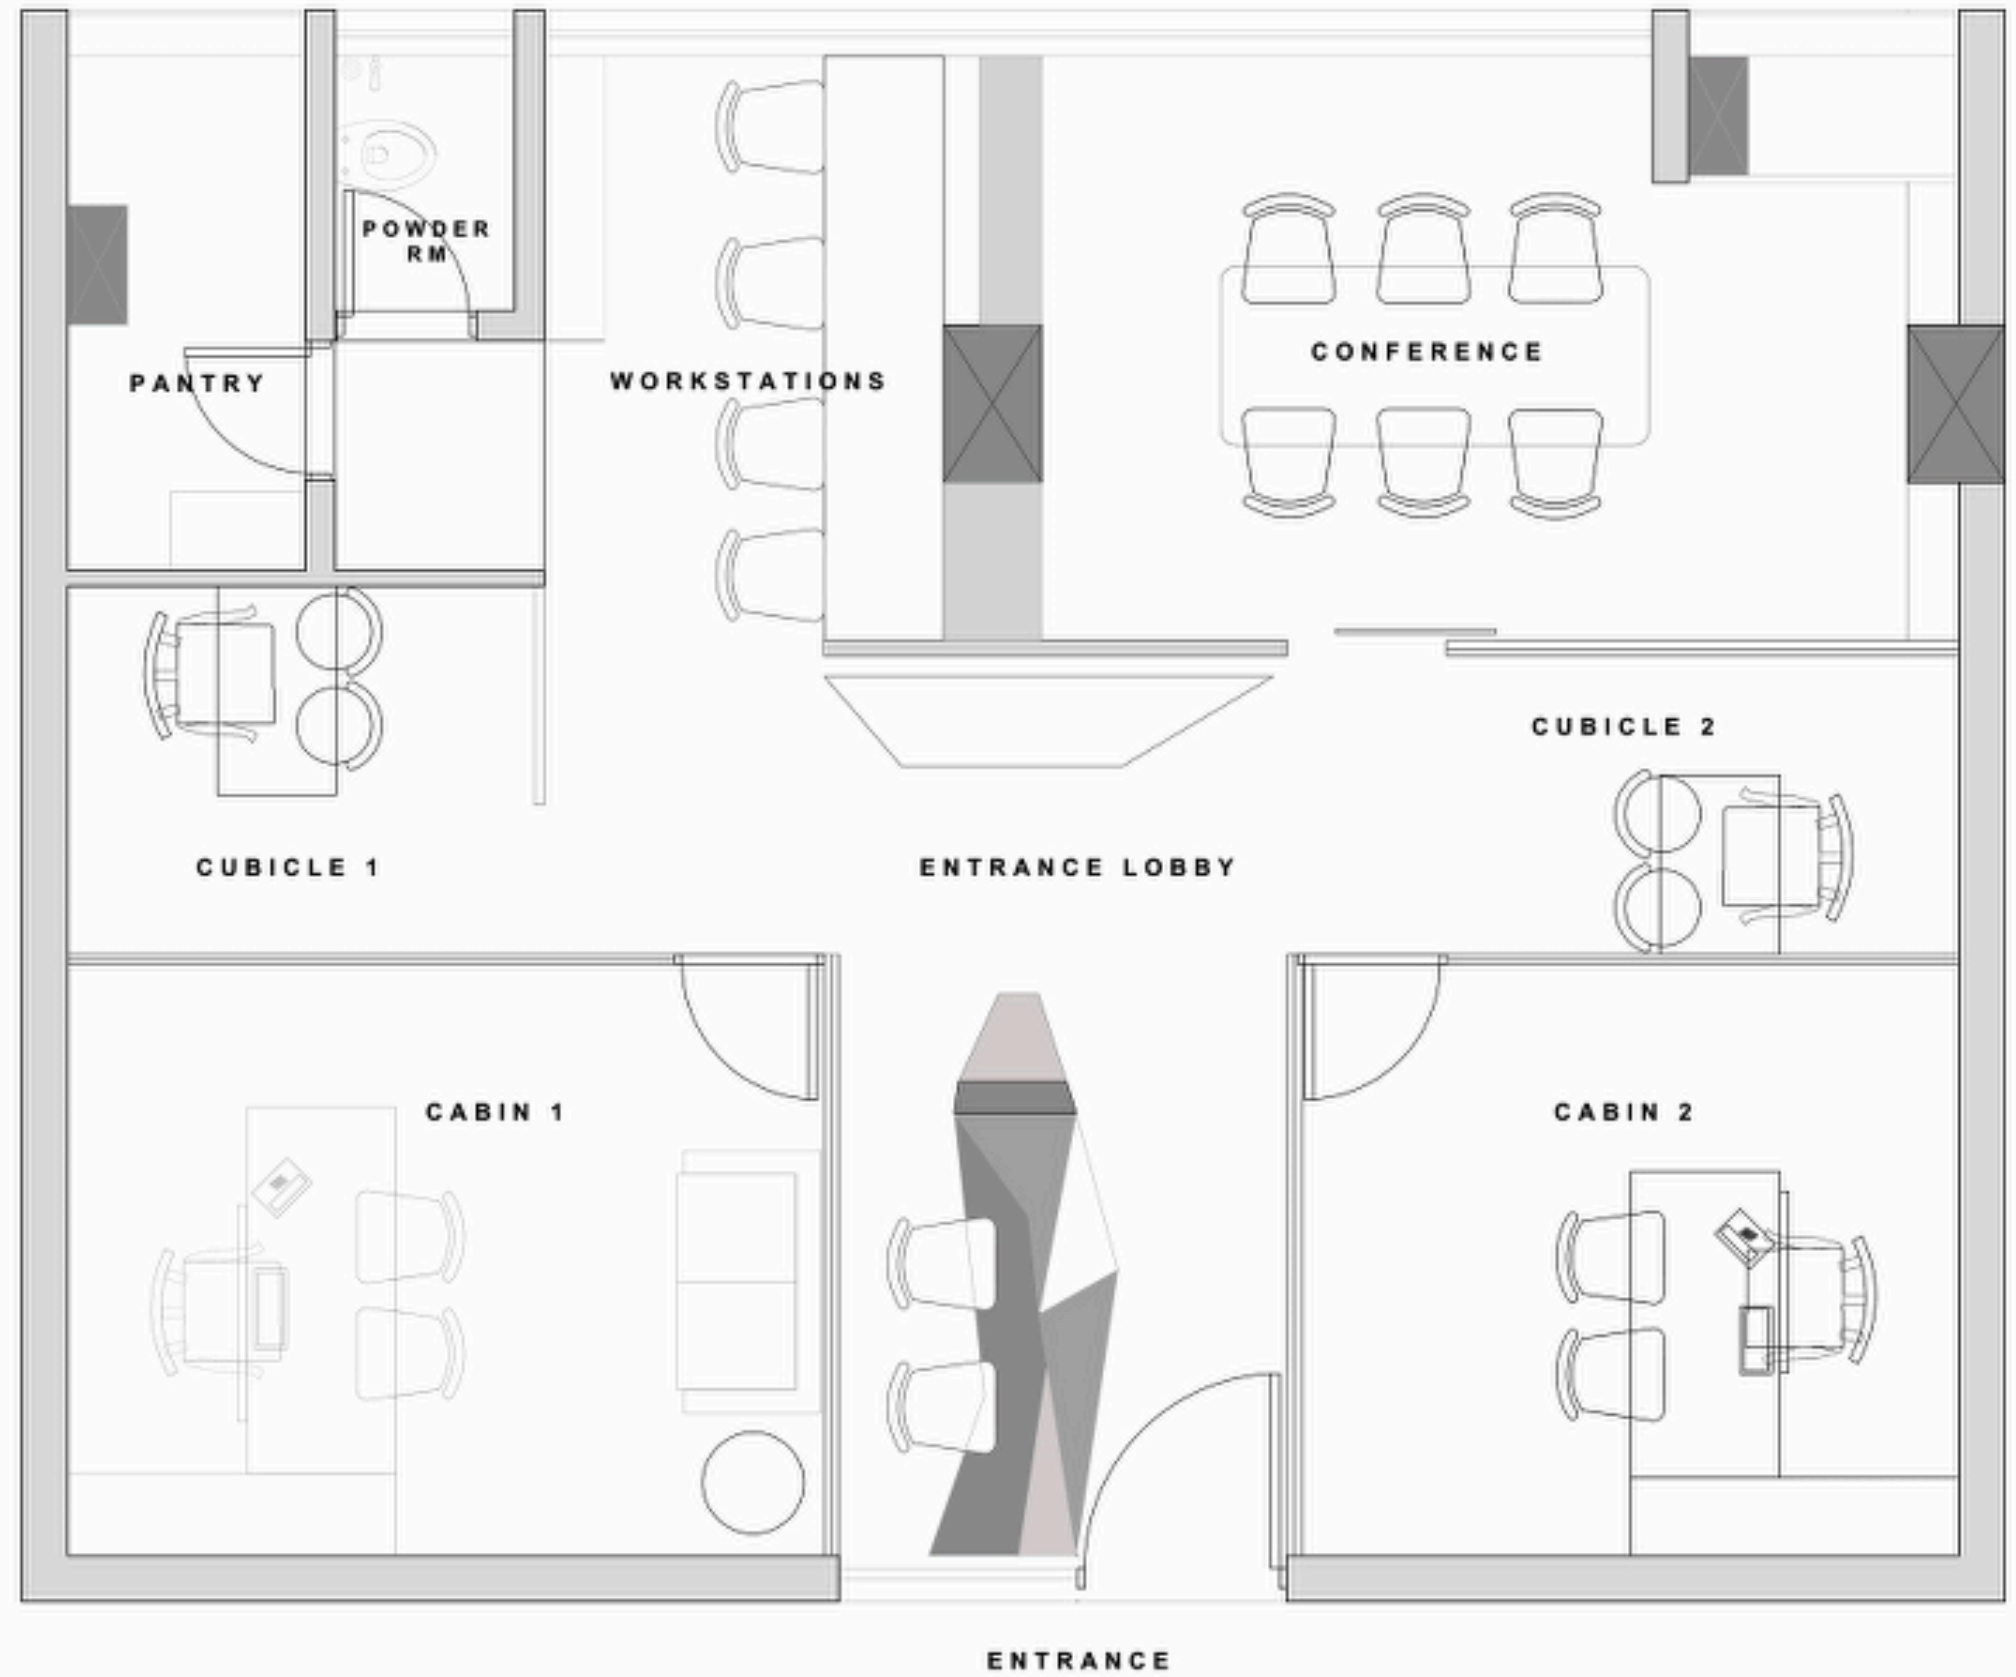 POWDER
RM
PANTRY
WORKSTATIONS
CONFERENCE
CUBICLE 2
CUBICLE 1
ENTRANCE LOBBY
CABIN 1
CABIN 2
ENTRANCE